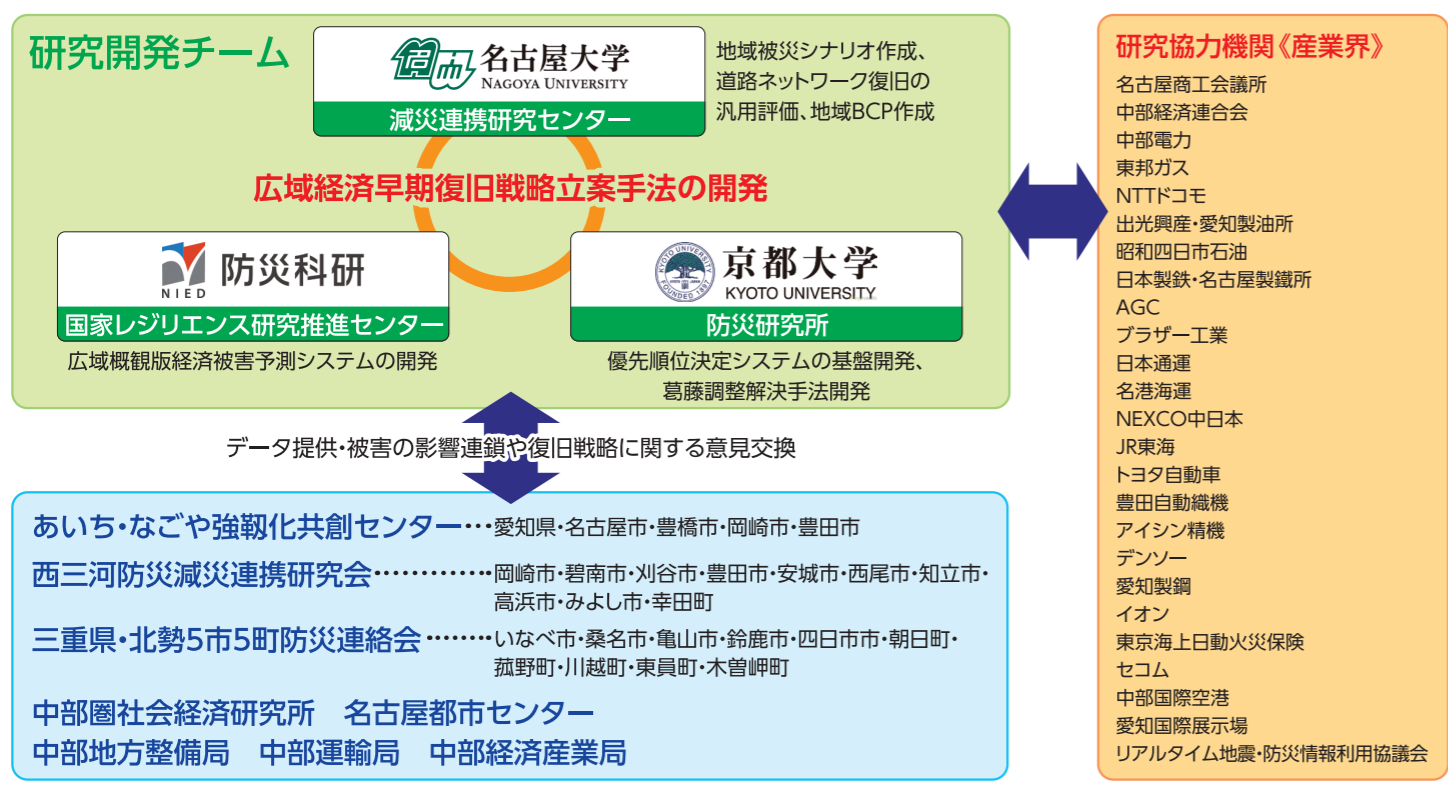 研究開発チーム
名古屋大学
NAGOYA UNIVERSITY
減災連携研究センター
地域被災シナリオ作成、
道路ネットワーク復旧の
汎用評価、地域BCP作成
広域経済早期復旧戦略立案手法の開発
NIED
防災科研
国家レジリエンス研究推進センター
広域概観版経済被害予測システムの開発
KYOTO UNIVERSITY
FOUNDED 1897
京都大学
KYOTO UNIVERSITY
防災研究所
優先順位決定システムの基盤開発、
葛藤調整解決手法開発
データ提供・被害の影響連鎖や復旧戦略に関する意見交換
あいち・なごや強靱化共創センター…愛知県・名古屋市・豊橋市・岡崎市・豊田市
西三河防災減災連携研究会…………岡崎市・碧南市・刈谷市・豊田市・安城市・西尾市・知立市・
高浜市・みよし市・幸田町
三重県・北勢5市5町防災連絡会………いなべ市・桑名市・亀山市・鈴鹿市・四日市市・朝日町・
菰野町・川越町・東員町・木曽岬町
中部圏社会経済研究所　名古屋都市センター
中部地方整備局　中部運輸局　中部経済産業局
研究協力機関《産業界》
名古屋商工会議所
中部経済連合会
中部電力
東邦ガス
NTTドコモ
出光興産・愛知製油所
昭和四日市石油
日本製鉄・名古屋製鐵所
AGC
ブラザー工業
日本通運
名港海運
NEXCO中日本
JR東海
トヨタ自動車
豊田自動織機
アイシン精機
デンソー
愛知製鋼
イオン
東京海上日動火災保険
セコム
中部国際空港
愛知国際展示場
リアルタイム地震・防災情報利用協議会